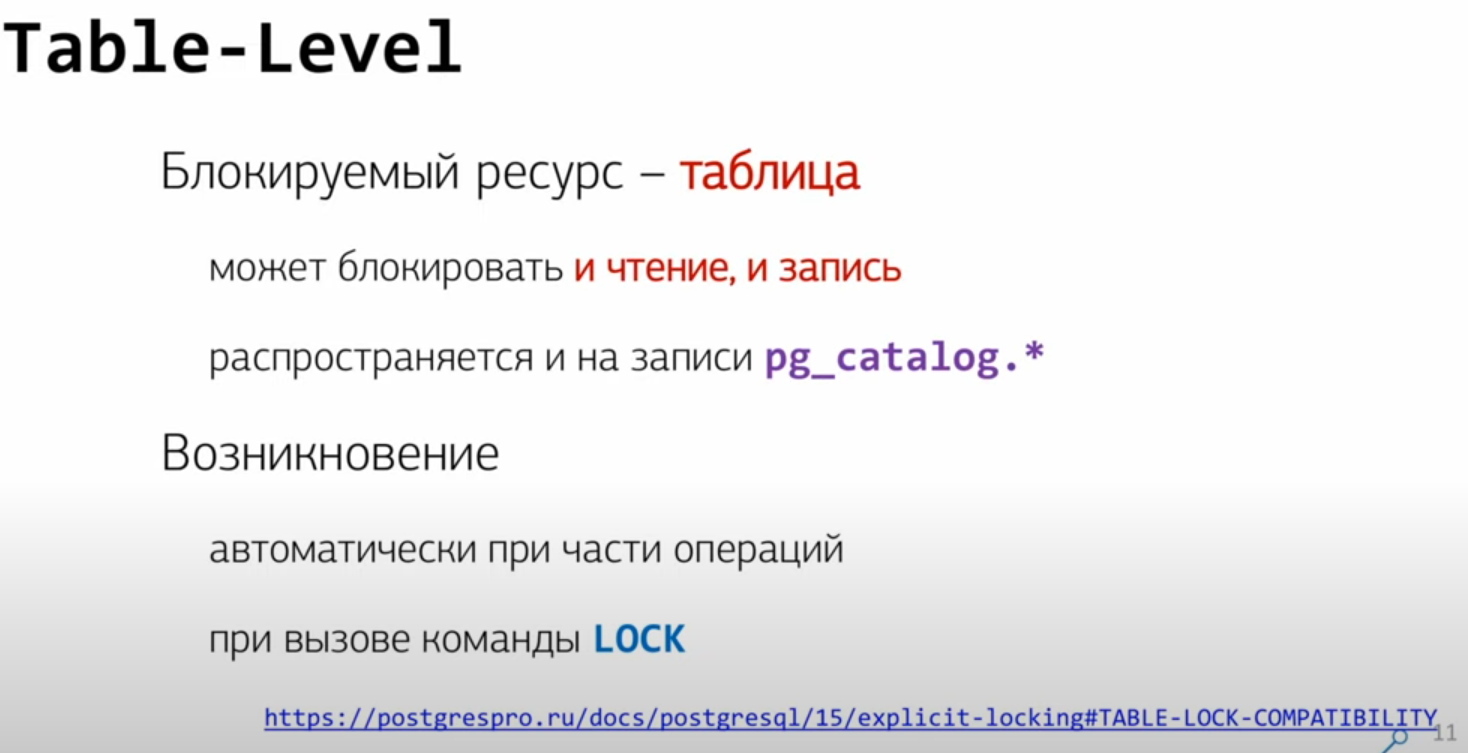 Table-Level
Блокируемый ресурс – таблица
может блокировать и чтение, и запись
распространяется и на записи pg_catalog.*
Возникновение
автоматически при части операций
при вызове команды LOCK
https://postgrespro.ru/docs/postgresql/15/explicit-locking#TABLE-LOCK-COMPATIBILITY
11